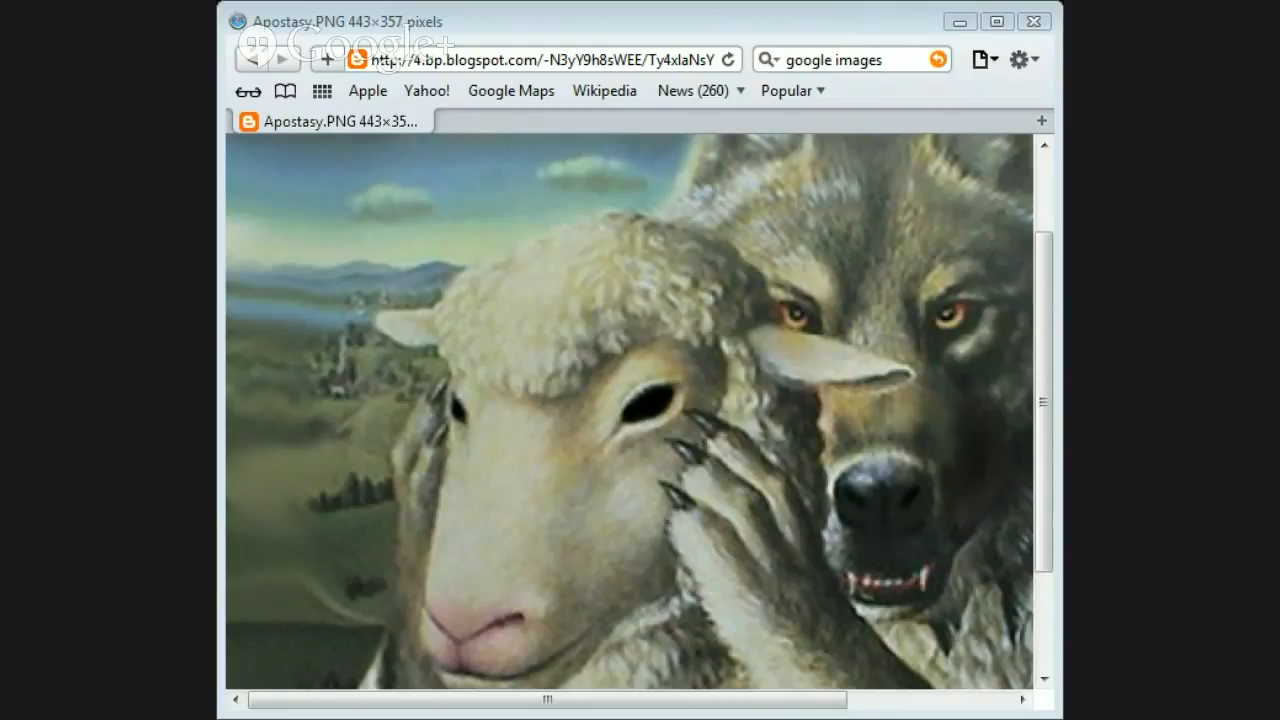 Apostasy.PNG 443×357 pixels
Google+
http://4.bp.blogspot.com/-N3yY9h8sWEE/Ty4xlaNsY
google images
Apple Yahoo! Google Maps Wikipedia News (260) Popular
Apostasy.PNG 443×35...